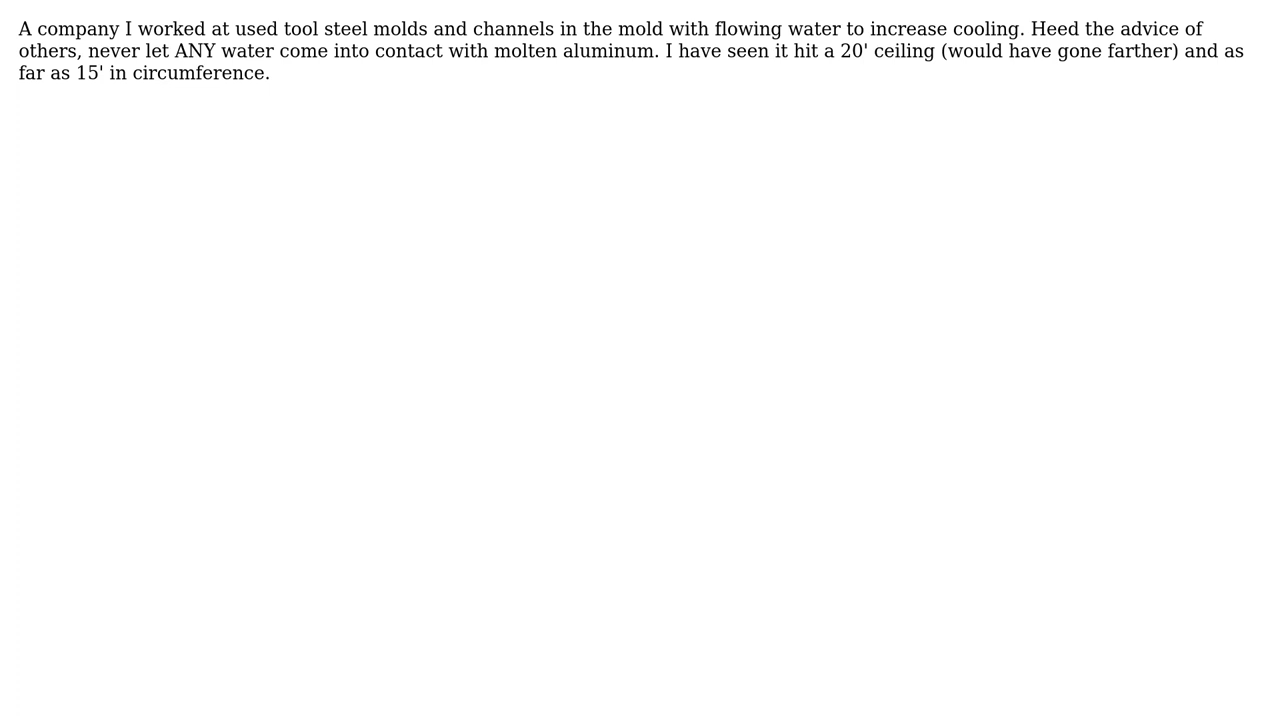 A company I worked at used tool steel molds and channels in the mold with flowing water to increase cooling. Heed the advice of
others, never let ANY water come into contact with molten aluminum. I have seen it hit a 20' ceiling (would have gone farther) and as
far as 15' in circumference.